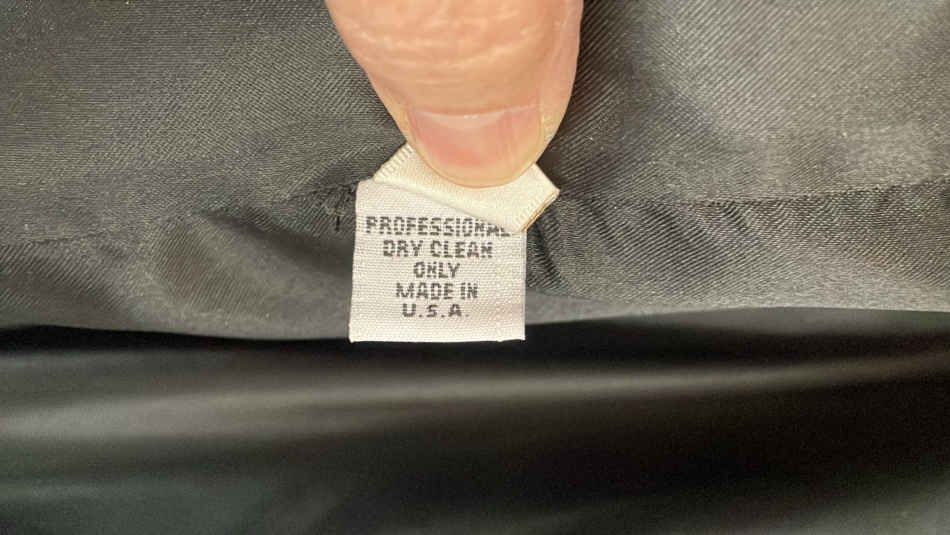 PROFESSIONAL
DRY CLEAN
ONLY
MADE IN
U.S.A.